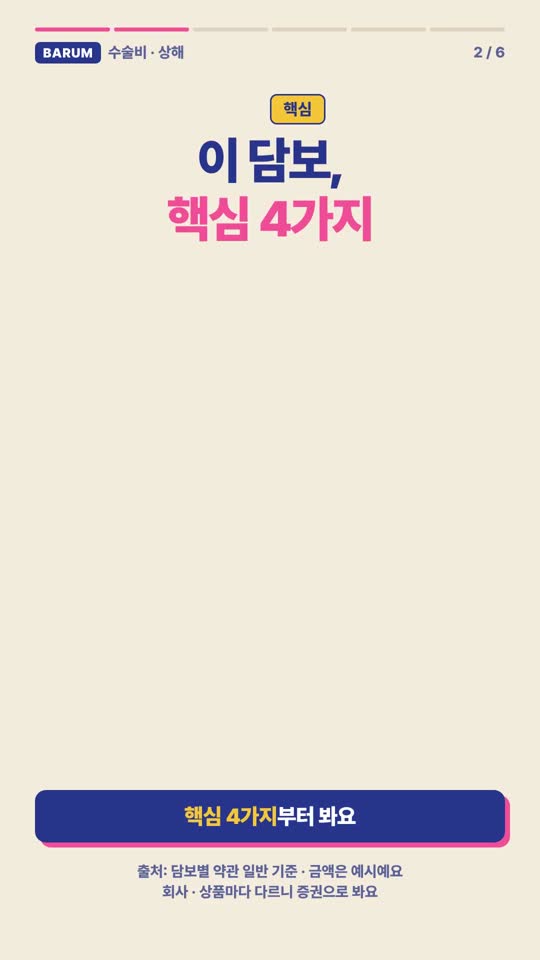 BARUM 수술비 · 상해 2 / 6
핵심
이 담보,
핵심 4가지
핵심 4가지부터 봐요
출처: 담보별 약관 일반 기준 · 금액은 예시예요
회사 · 상품마다 다르니 증권으로 봐요